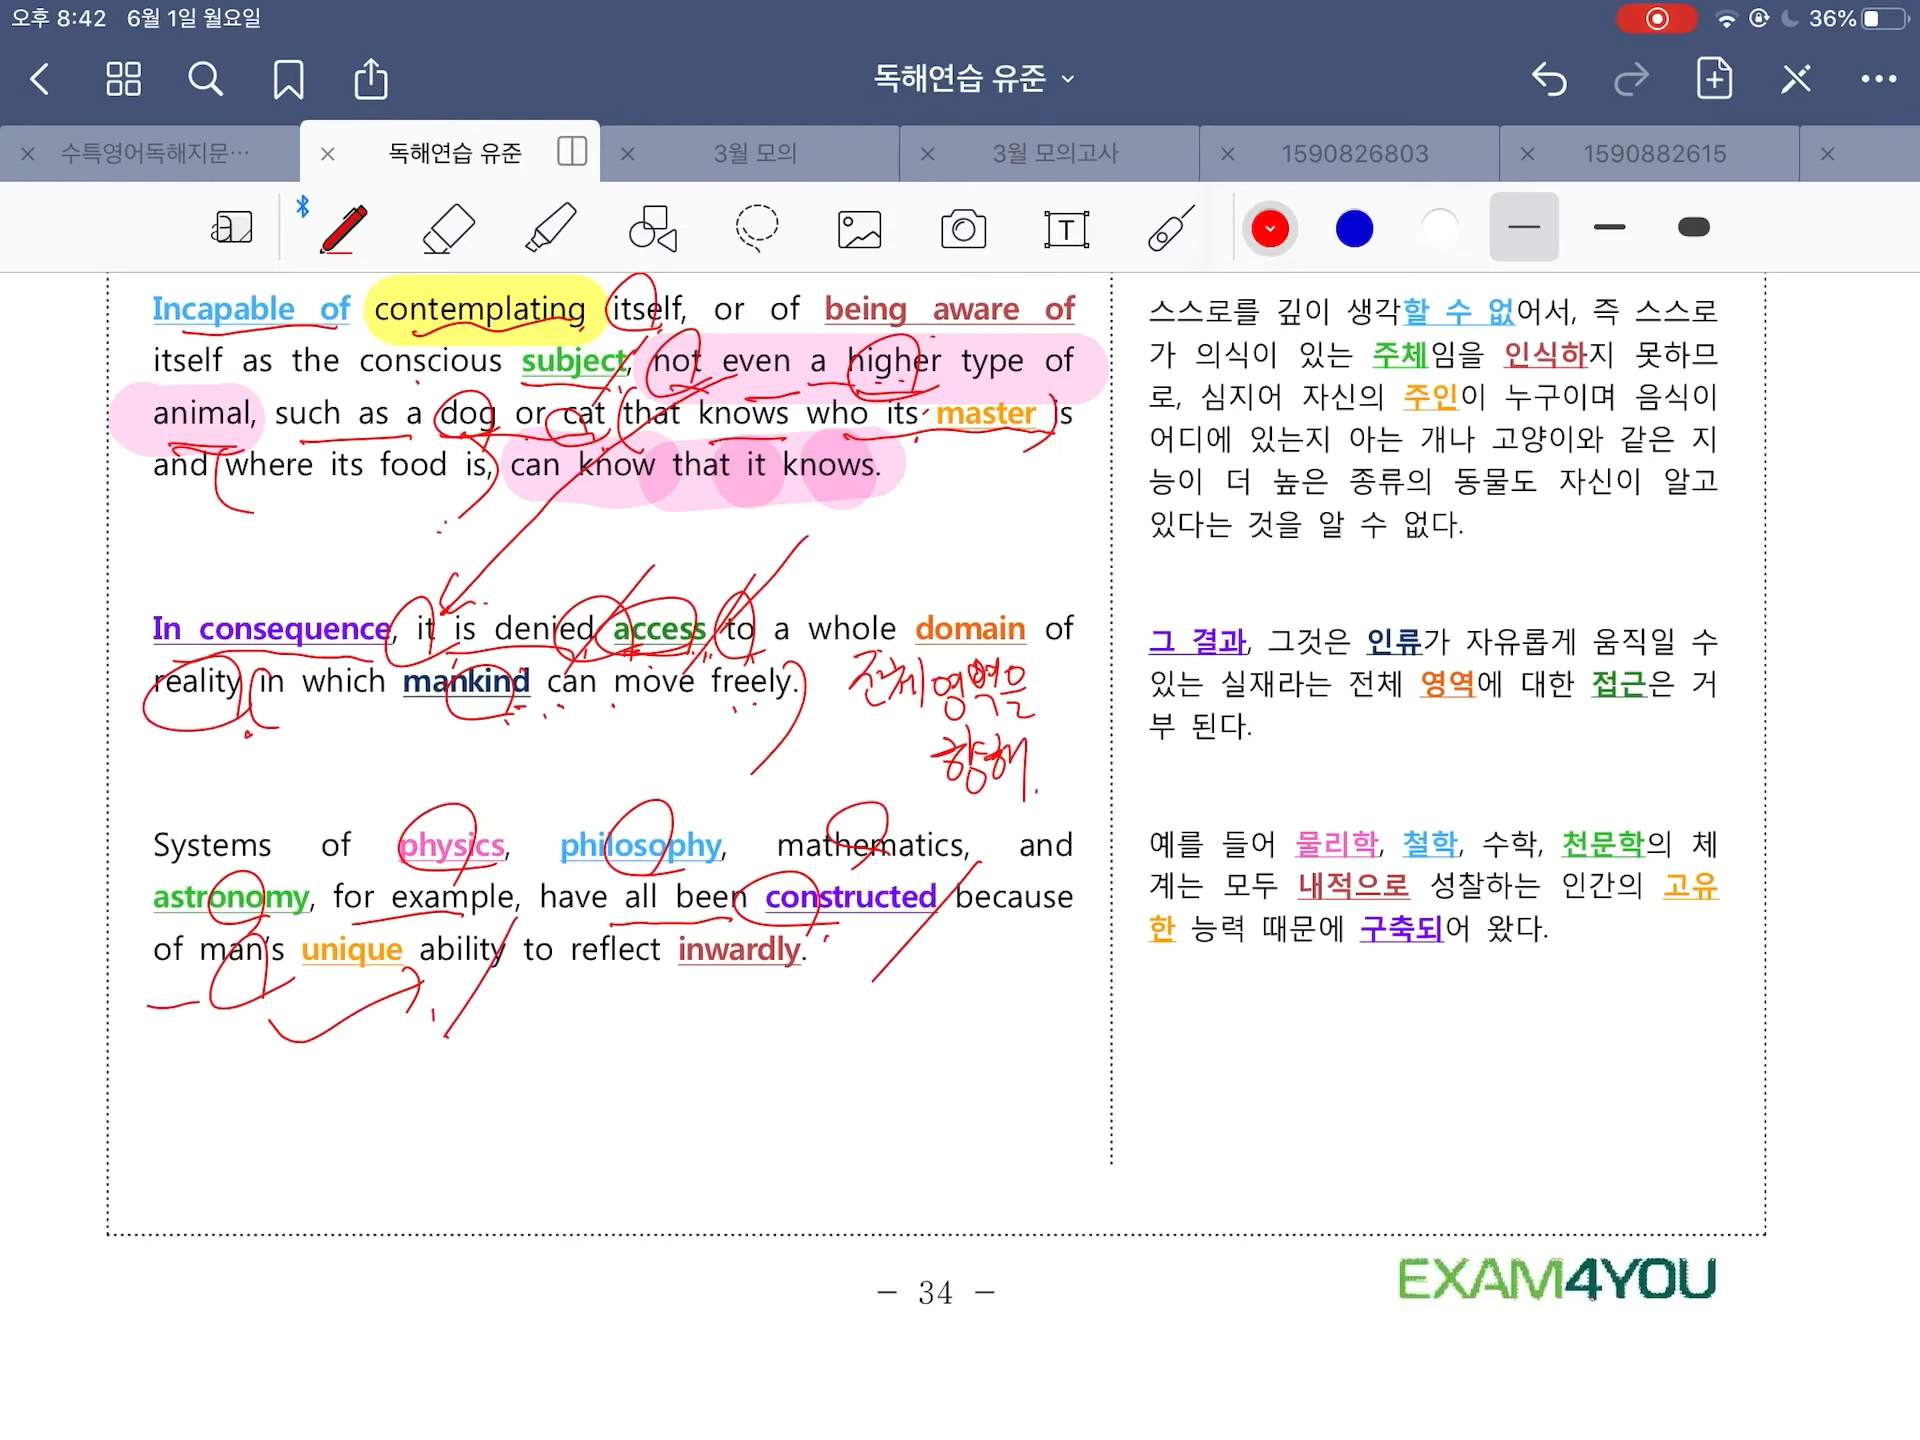 오후 8:42 6월 1일 월요일 36%
독해연습 유준
수특영어독해지문… 독해연습 유준 3월 모의 3월 모의고사 1590826803 1590882615
Incapable of contemplating itself, or of being aware of
itself as the conscious subject, not even a higher type of
animal, such as a dog or cat that knows who its master is
and where its food is, can know that it knows.
In consequence, it is denied access to a whole domain of
reality in which mankind can move freely.
전체 영역을
향해.
Systems of physics, philosophy, mathematics, and
astronomy, for example, have all been constructed because
of man's unique ability to reflect inwardly.
스스로를 깊이 생각할 수 없어서, 즉 스스로
가 의식이 있는 주체임을 인식하지 못하므
로, 심지어 자신의 주인이 누구이며 음식이
어디에 있는지 아는 개나 고양이와 같은 지
능이 더 높은 종류의 동물도 자신이 알고
있다는 것을 알 수 없다.
그 결과, 그것은 인류가 자유롭게 움직일 수
있는 실재라는 전체 영역에 대한 접근은 거
부 된다.
예를 들어 물리학, 철학, 수학, 천문학의 체
계는 모두 내적으로 성찰하는 인간의 고유
한 능력 때문에 구축되어 왔다.
- 34 -
EXAM4YOU